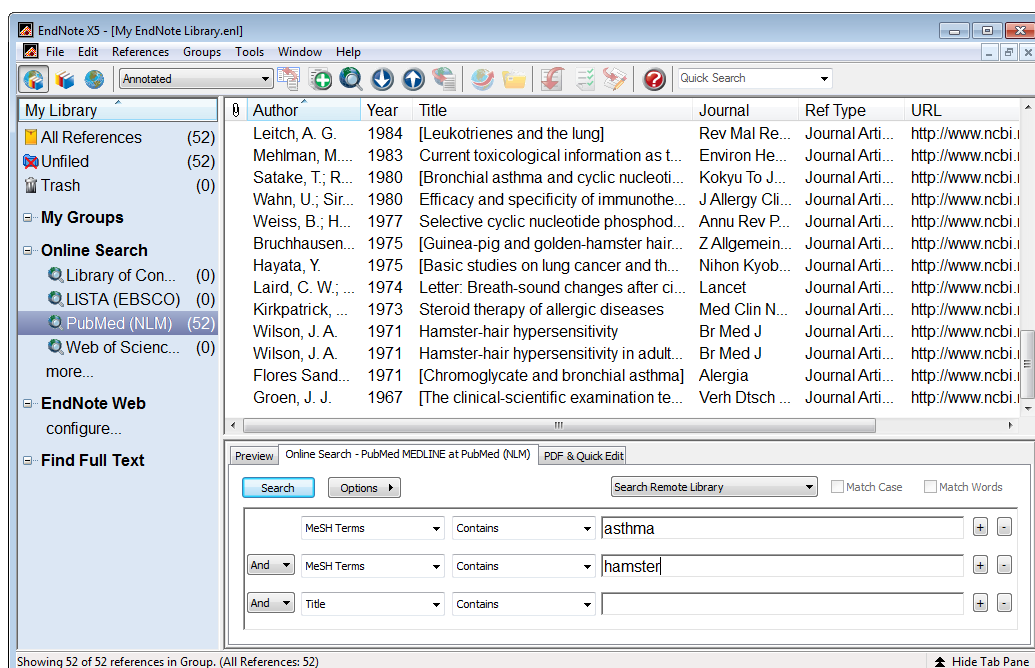 EndNote X5 - [My EndNote Library.enl]
File Edit References Groups Tools Window Help
Annotated Quick Search
My Library
All References (52)
Unfiled (52)
Trash (0)
My Groups
Online Search
Library of Con... (0)
LISTA (EBSCO) (0)
PubMed (NLM) (52)
Web of Scienc... (0)
more...
EndNote Web
configure...
Find Full Text
Author Year Title Journal Ref Type URL
Leitch, A. G. 1984 [Leukotrienes and the lung] Rev Mal Re... Journal Arti... http://www.ncbi.
Mehlman, M.... 1983 Current toxicological information as t... Environ He... Journal Arti... http://www.ncbi.
Satake, T.; R... 1980 [Bronchial asthma and cyclic nucleoti... Kokyu To J... Journal Arti... http://www.ncbi.
Wahn, U.; Sir... 1980 Efficacy and specificity of immunothe... J Allergy Cli... Journal Arti... http://www.ncbi.
Weiss, B.; H... 1977 Selective cyclic nucleotide phosphod... Annu Rev P... Journal Arti... http://www.ncbi.
Bruchhausen... 1975 [Guinea-pig and golden-hamster hair... Z Allgemein... Journal Arti... http://www.ncbi.
Hayata, Y. 1975 [Basic studies on lung cancer and th... Nihon Kyob... Journal Arti... http://www.ncbi.
Laird, C. W.; ... 1974 Letter: Breath-sound changes after ci... Lancet Journal Arti... http://www.ncbi.
Kirkpatrick, ... 1973 Steroid therapy of allergic diseases Med Clin N... Journal Arti... http://www.ncbi.
Wilson, J. A. 1971 Hamster-hair hypersensitivity Br Med J Journal Arti... http://www.ncbi.
Wilson, J. A. 1971 Hamster-hair hypersensitivity in adult... Br Med J Journal Arti... http://www.ncbi.
Flores Sand... 1971 [Chromoglycate and bronchial asthma] Alergia Journal Arti... http://www.ncbi.
Groen, J. J. 1967 [The clinical-scientific examination te... Verh Dtsch ... Journal Arti... http://www.ncbi.
Preview Online Search - PubMed MEDLINE at PubMed (NLM) PDF & Quick Edit
Search Options Search Remote Library Match Case Match Words
MeSH Terms Contains asthma + -
And MeSH Terms Contains hamster + -
And Title Contains + -
Showing 52 of 52 references in Group. (All References: 52) Hide Tab Pane